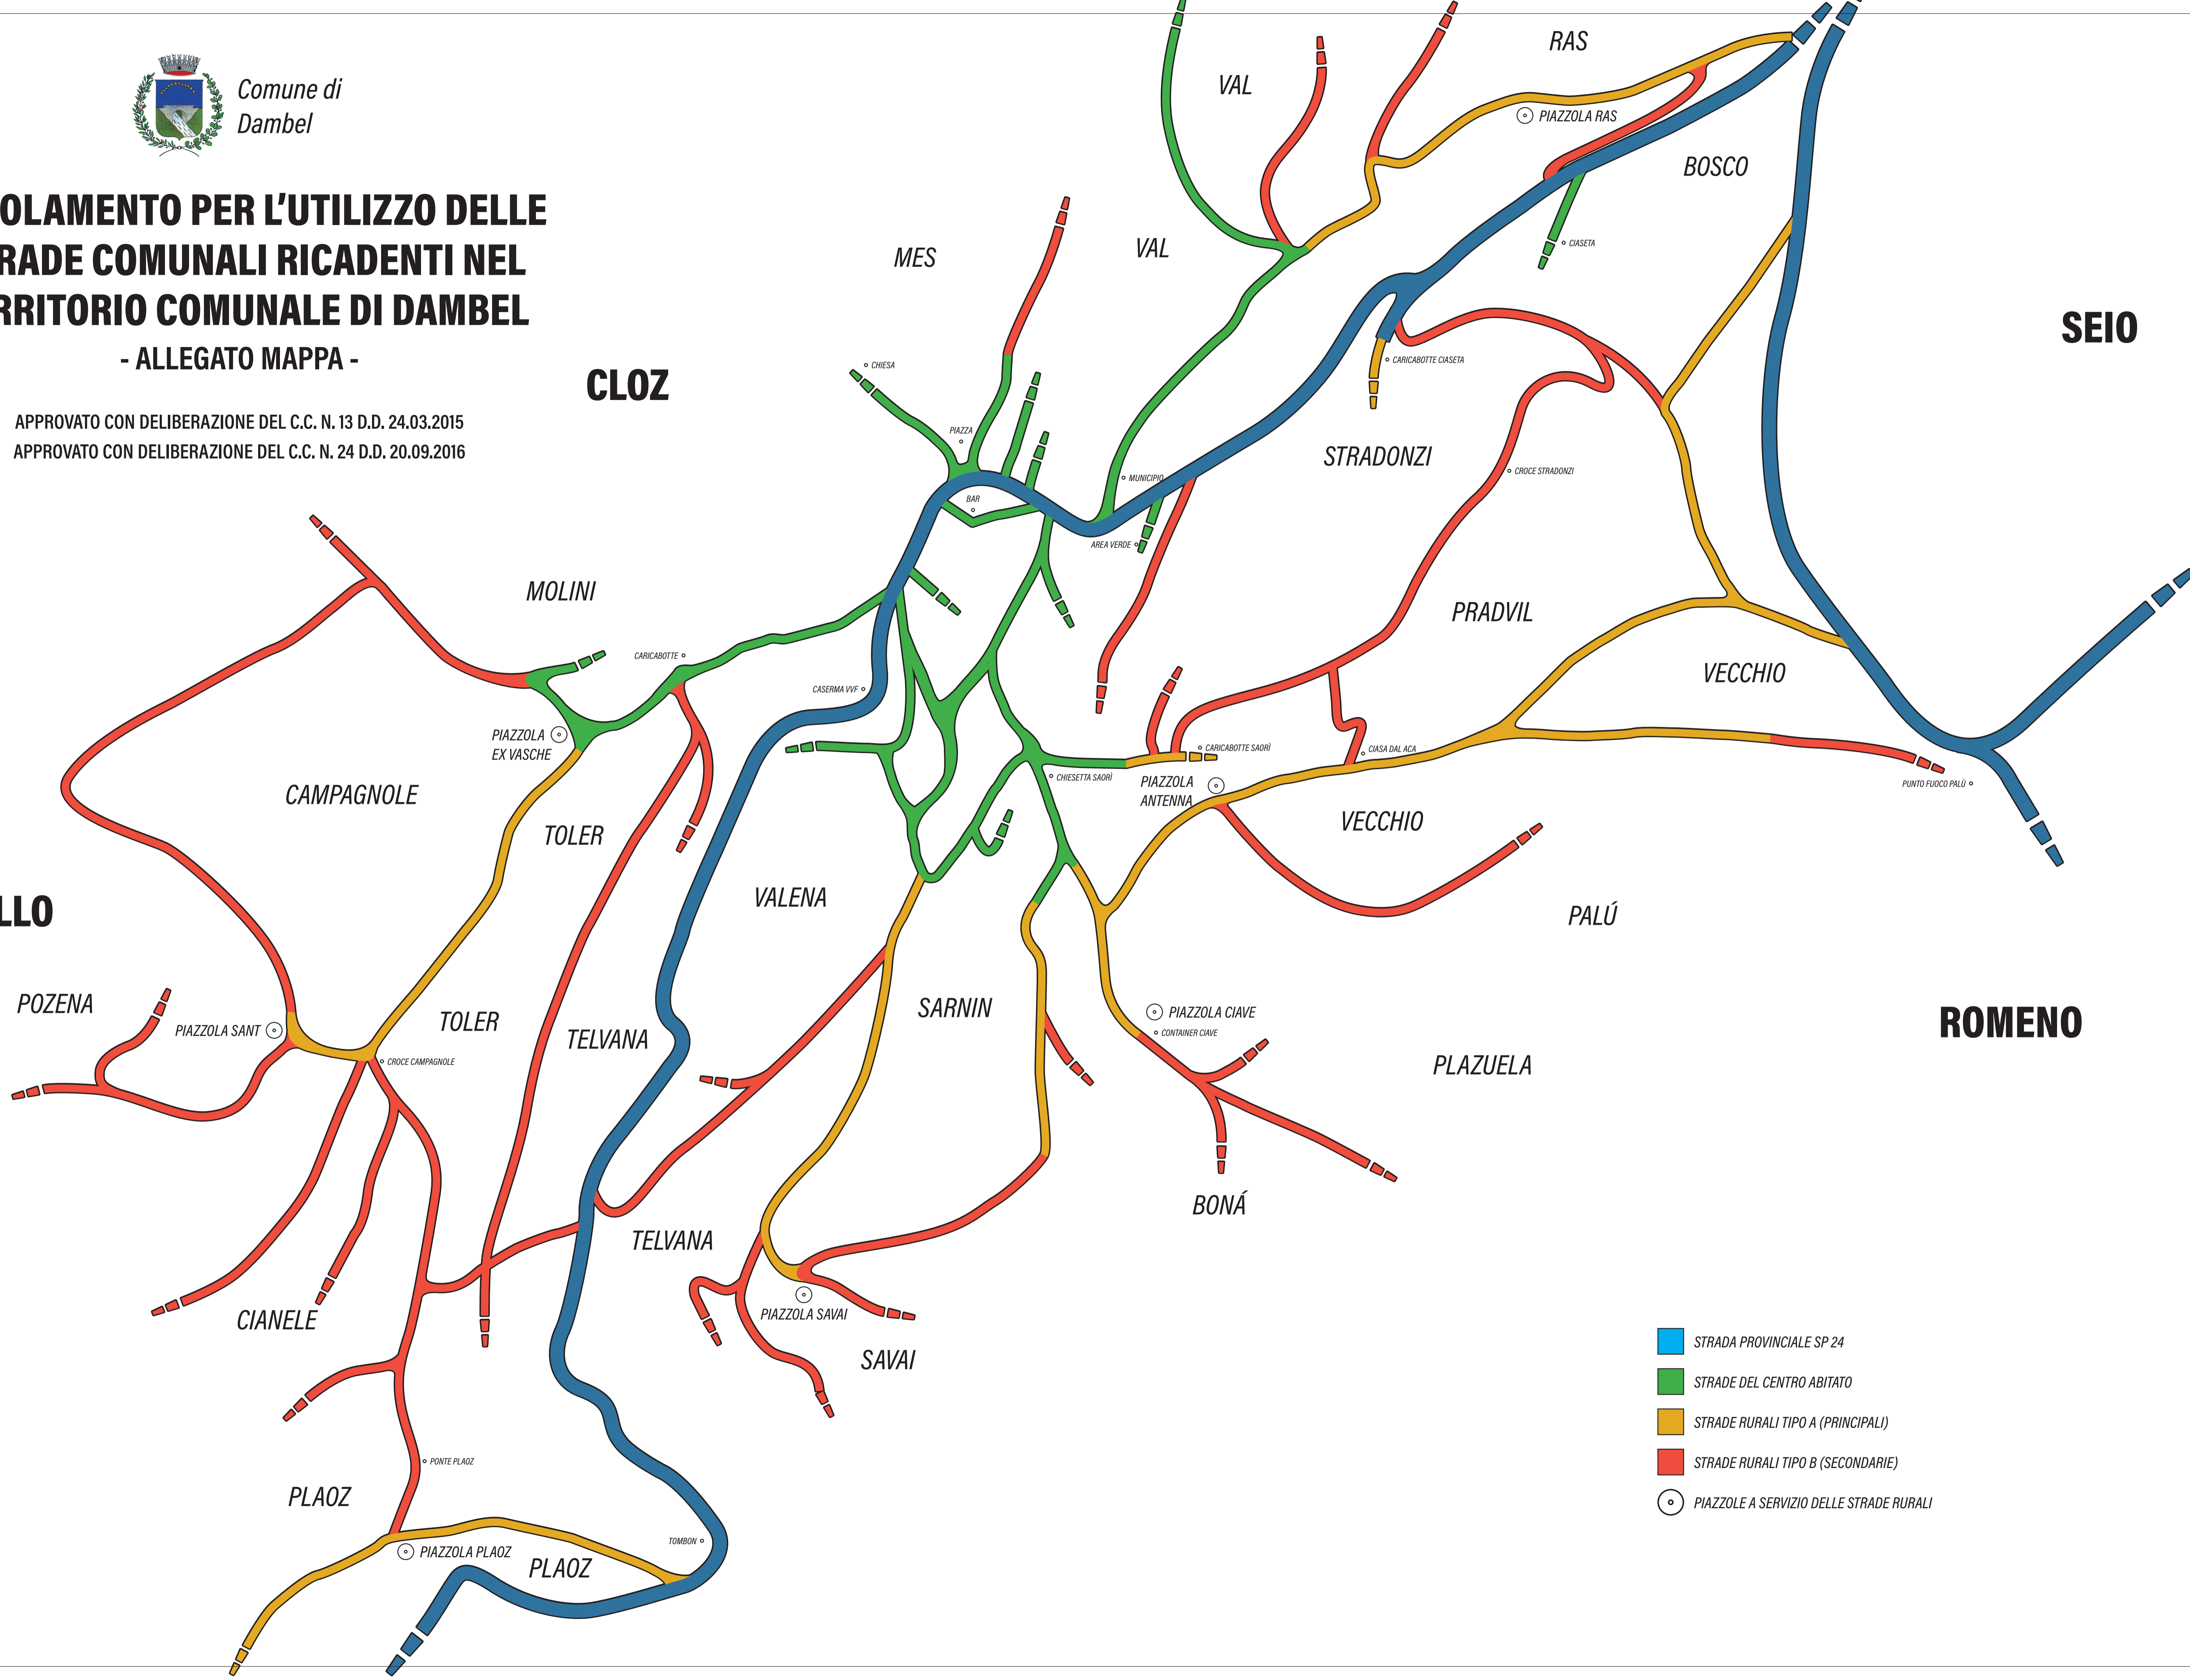 Comune di
Dambel
OLAMENTO PER L'UTILIZZO DELLE
RADE COMUNALI RICADENTI NEL
RRITORIO COMUNALE DI DAMBEL
- ALLEGATO MAPPA -
APPROVATO CON DELIBERAZIONE DEL C.C. N. 13 D.D. 24.03.2015
APPROVATO CON DELIBERAZIONE DEL C.C. N. 24 D.D. 20.09.2016
RAS
VAL
PIAZZOLA RAS
BOSCO
MES
VAL
CIASETA
SEIO
CLOZ
CHIESA
CARICABOTTE CIASETA
PIAZZA
STRADONZI
CROCE STRADONZI
MUNICIPIO
BAR
AREA VERDE
MOLINI
PRADVIL
CARICABOTTE
CASERMA VVF
VECCHIO
PIAZZOLA
EX VASCHE
CARICABOTTE SAORÌ
CIASA DAL ACA
CHIESETTA SAORÌ
PIAZZOLA
ANTENNA
PUNTO FUOCO PALÙ
CAMPAGNOLE
TOLER
VECCHIO
VALENA
LLO
PALÚ
POZENA
PIAZZOLA SANT
TOLER
TELVANA
SARNIN
PIAZZOLA CIAVE
CONTAINER CIAVE
ROMENO
CROCE CAMPAGNOLE
PLAZUELA
BONÁ
TELVANA
CIANELE
PIAZZOLA SAVAI
SAVAI
PONTE PLAOZ
PLAOZ
TOMBON
PIAZZOLA PLAOZ
PLAOZ
STRADA PROVINCIALE SP 24
STRADE DEL CENTRO ABITATO
STRADE RURALI TIPO A (PRINCIPALI)
STRADE RURALI TIPO B (SECONDARIE)
PIAZZOLE A SERVIZIO DELLE STRADE RURALI